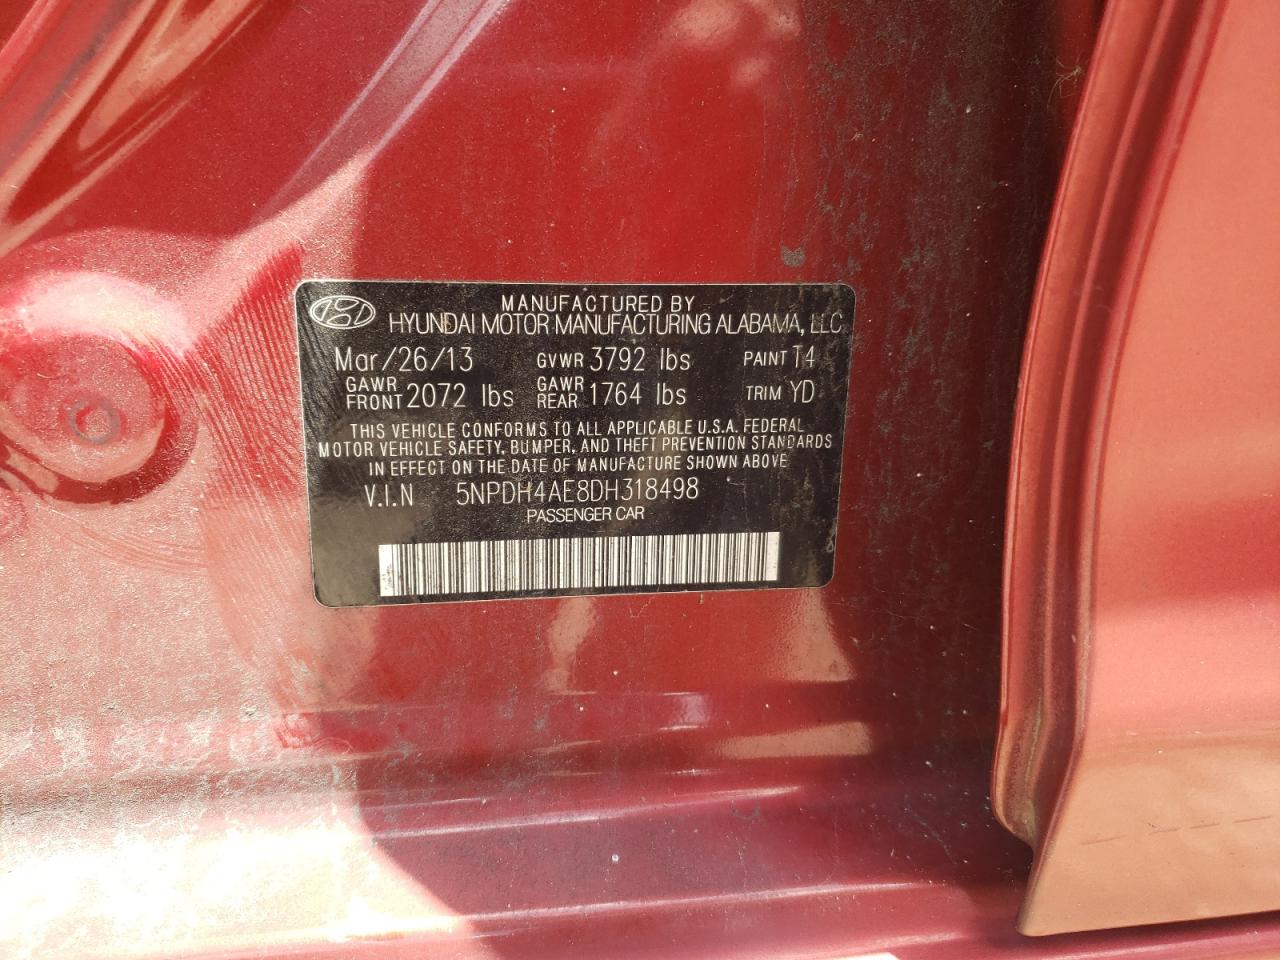 MANUFACTURED BY
HYUNDAI MOTOR MANUFACTURING ALABAMA, LLC
Mar/26/13 GVWR 3792 lbs PAINT T4
GAWR FRONT 2072 lbs GAWR REAR 1764 lbs TRIM YD
THIS VEHICLE CONFORMS TO ALL APPLICABLE U.S.A. FEDERAL
MOTOR VEHICLE SAFETY, BUMPER, AND THEFT PREVENTION STANDARDS
IN EFFECT ON THE DATE OF MANUFACTURE SHOWN ABOVE
V.I.N 5NPDH4AE8DH318498
PASSENGER CAR